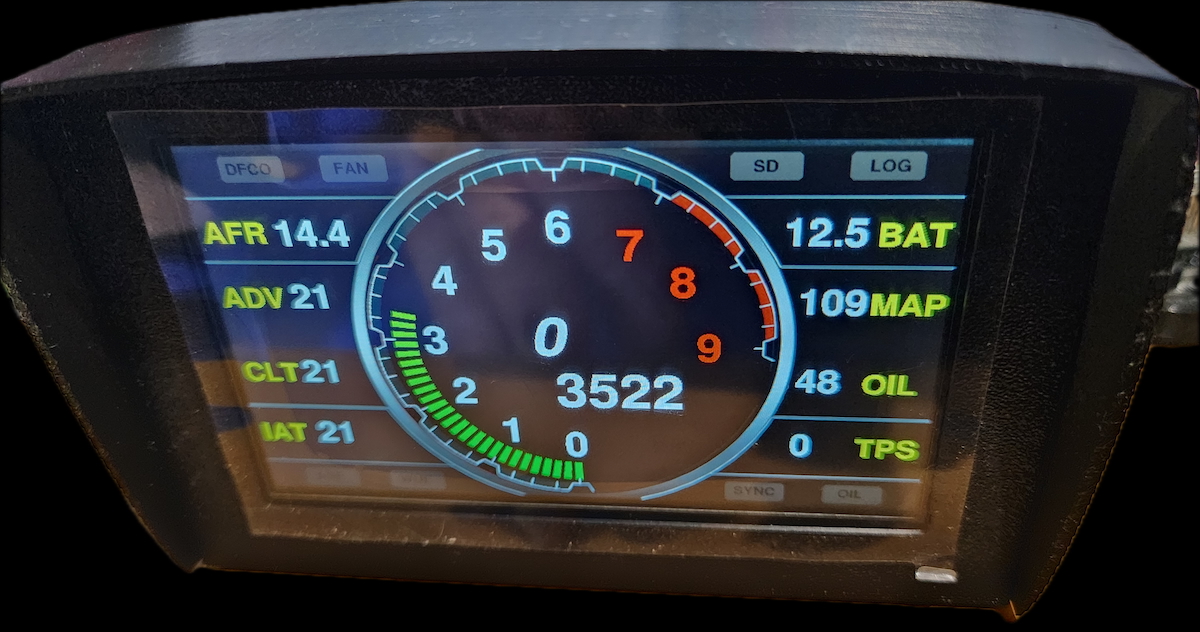 DFCO FAN SD LOG
AFR 14.4
ADV 21
CLT 21
IAT 21
6
5 7
4 8
3 9
2
1
0
0
3522
12.5 BAT
109 MAP
48 OIL
0 TPS
SYNC OIL